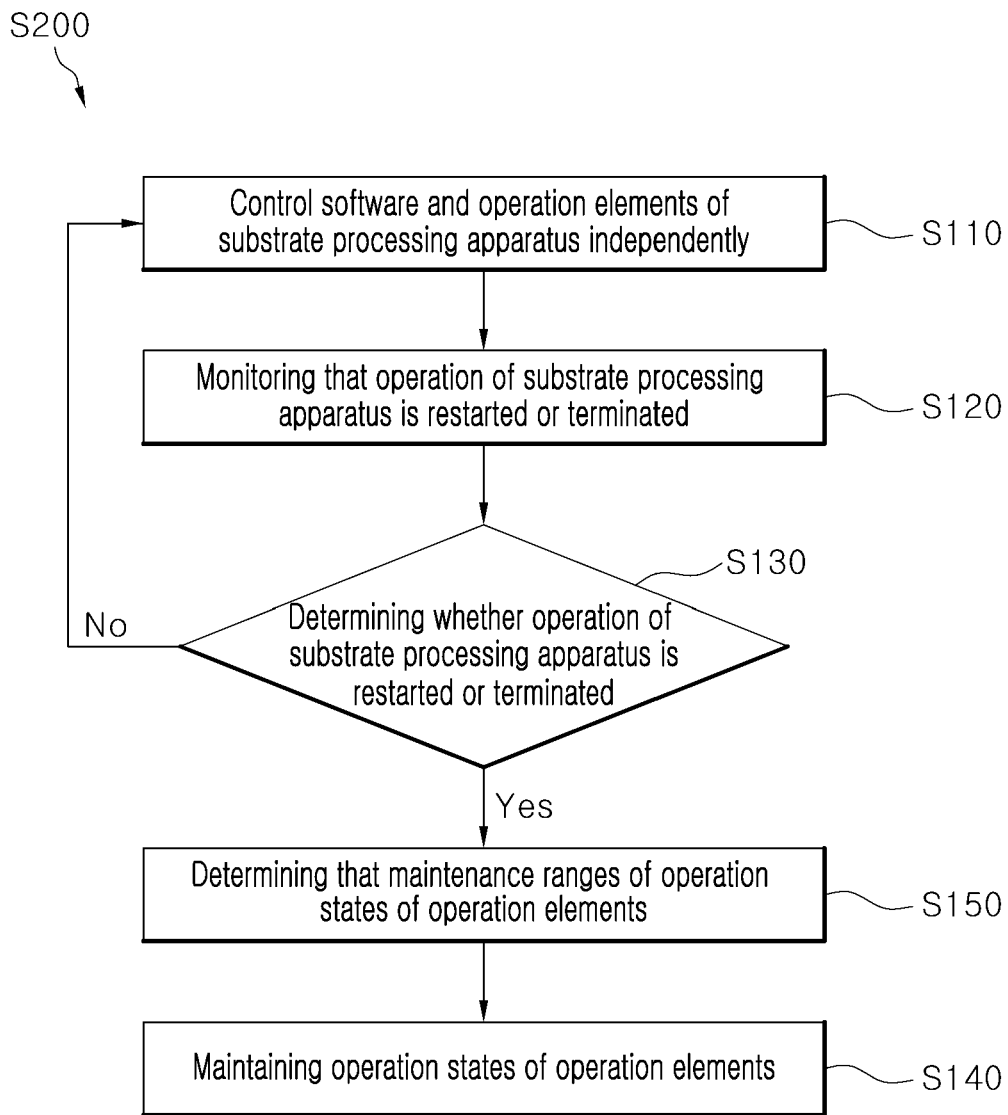 S200
Control software and operation elements of
substrate processing apparatus independently
S110
Monitoring that operation of substrate processing
apparatus is restarted or terminated
S120
S130
Determining whether operation of
substrate processing apparatus is
restarted or terminated
No
Yes
Determining that maintenance ranges of operation
states of operation elements
S150
Maintaining operation states of operation elements
S140